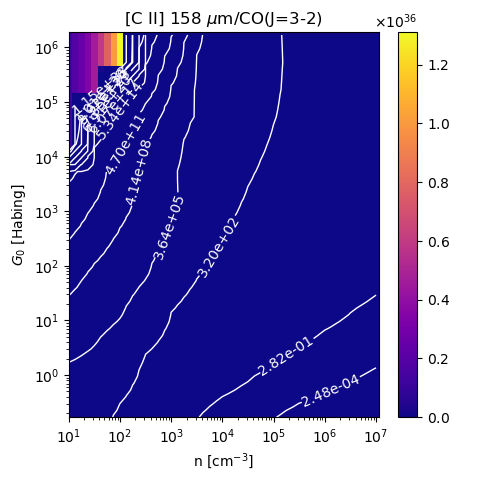 [C II] 158 μm/CO(J=3-2)
×10³⁶
10⁶
10⁵
10⁴
10³
10²
10¹
10⁰
G₀ [Habing]
5.34e+14
4.70e+11
4.14e+08
3.64e+05
3.20e+02
2.82e-01
2.48e-04
1.2
1.0
0.8
0.6
0.4
0.2
0.0
10¹ 10² 10³ 10⁴ 10⁵ 10⁶ 10⁷
n [cm⁻³]